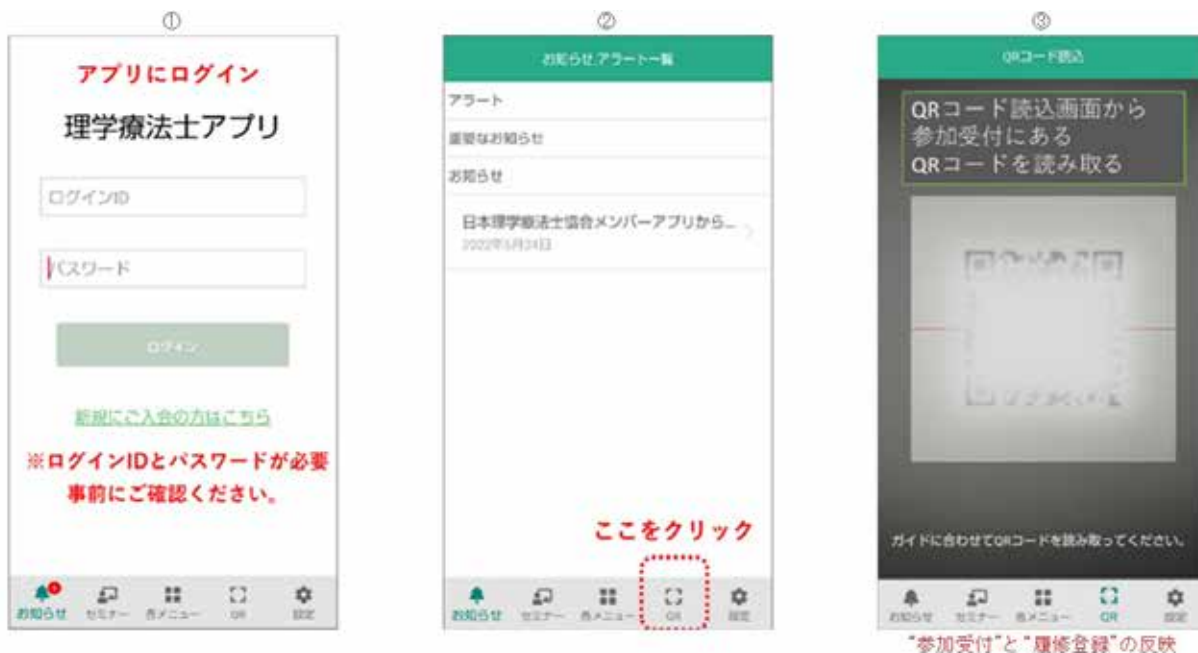 ①
アプリにログイン
理学療法士アプリ
ログインID
パスワード
ログイン
新規にご入会の方はこちら
※ログインIDとパスワードが必要
事前にご確認ください。
お知らせ
セミナー
各メニュー
QR
設定
②
お知らせ アラート一覧
アラート
重要なお知らせ
お知らせ
日本理学療法士協会メンバーアプリから...
2022年5月24日
ここをクリック
お知らせ
セミナー
各メニュー
QR
設定
③
QRコード読込
QRコード読込画面から
参加受付にある
QRコードを読み取る
ガイドに合わせてQRコードを読み取ってください。
お知らせ
セミナー
各メニュー
QR
設定
"参加受付"と"履修登録"の反映